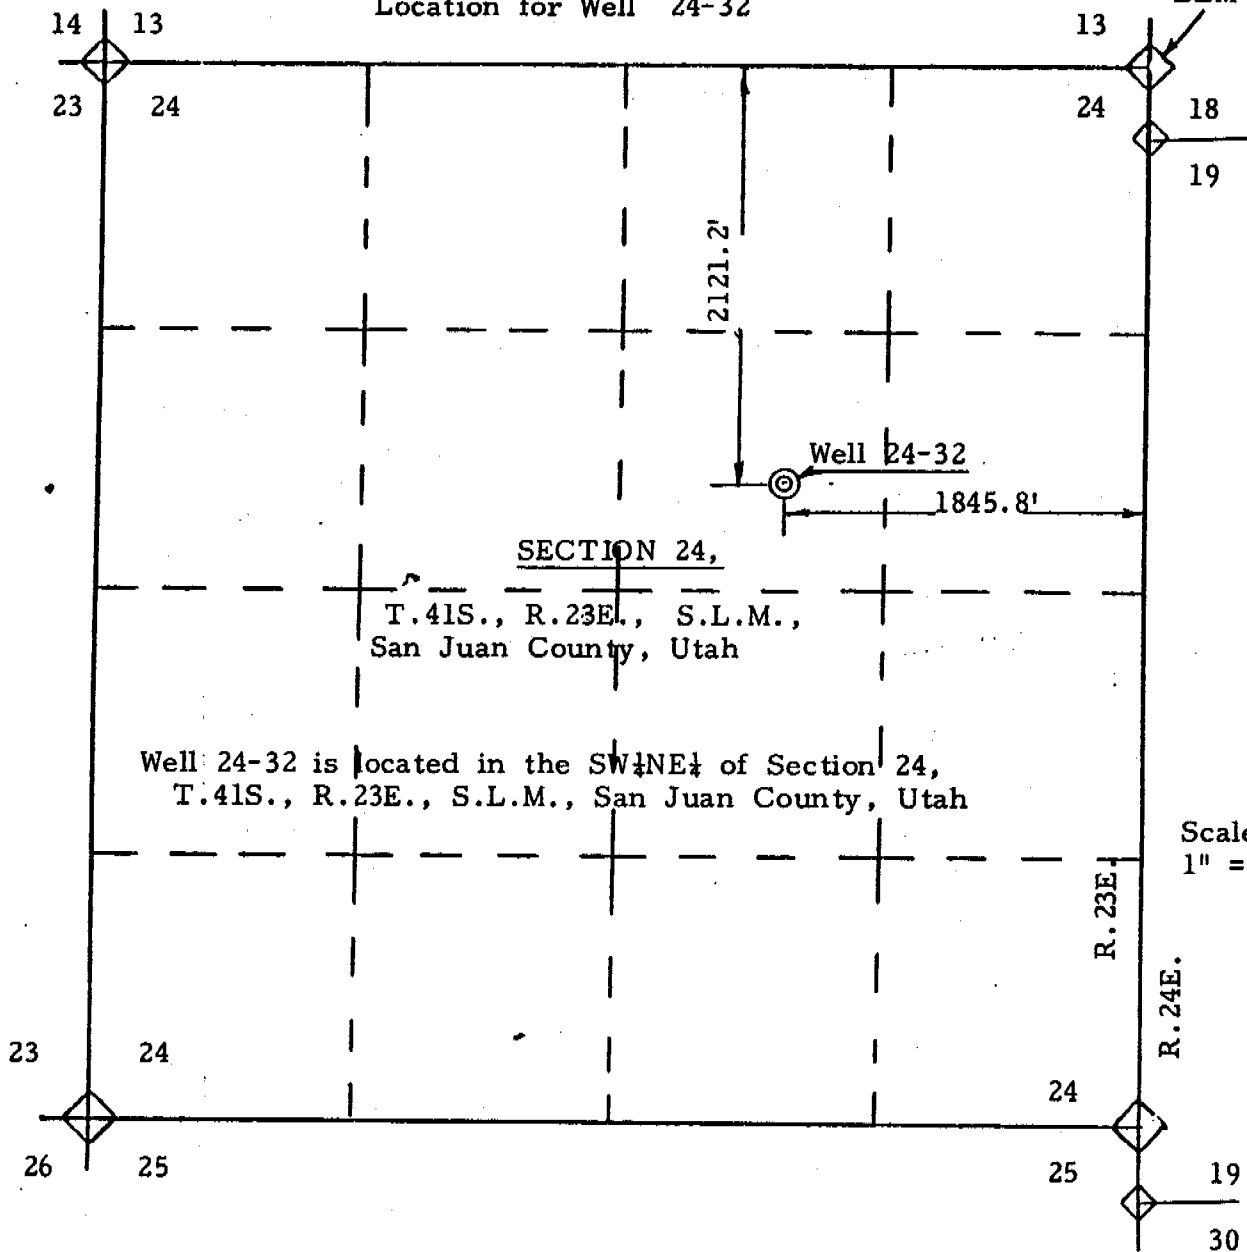 Location for Well 24-32
14 13
13
23 24
24 18
19
2121.2'
Well 24-32
1845.8'
SECTION 24,
T.41S., R.23E., S.L.M.,
San Juan County, Utah
Well 24-32 is located in the SW¼NE¼ of Section 24,
T.41S., R.23E., S.L.M., San Juan County, Utah
Scale
1" =
R.23E.
R.24E.
23 24
24
26 25
25 19
30